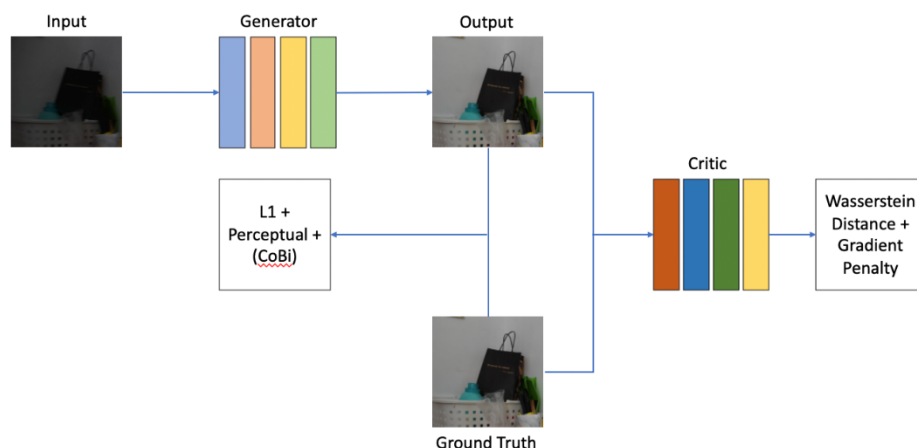 Input
Generator
Output
L1 +
Perceptual +
(CoBi)
Critic
Wasserstein
Distance +
Gradient
Penalty
Ground Truth